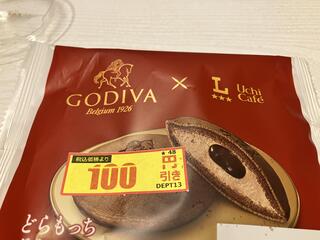 GODIVA
Belgium 1926
×
L
★★★
Uchi
Café
税込価格より
100
★ 48
円
引き
DEPT13
どらもっち